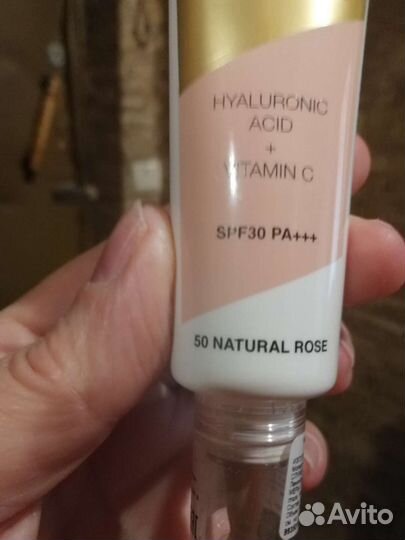 HYALURONIC
ACID
+
VITAMIN C
SPF30 PA+++
50 NATURAL ROSE
Avito